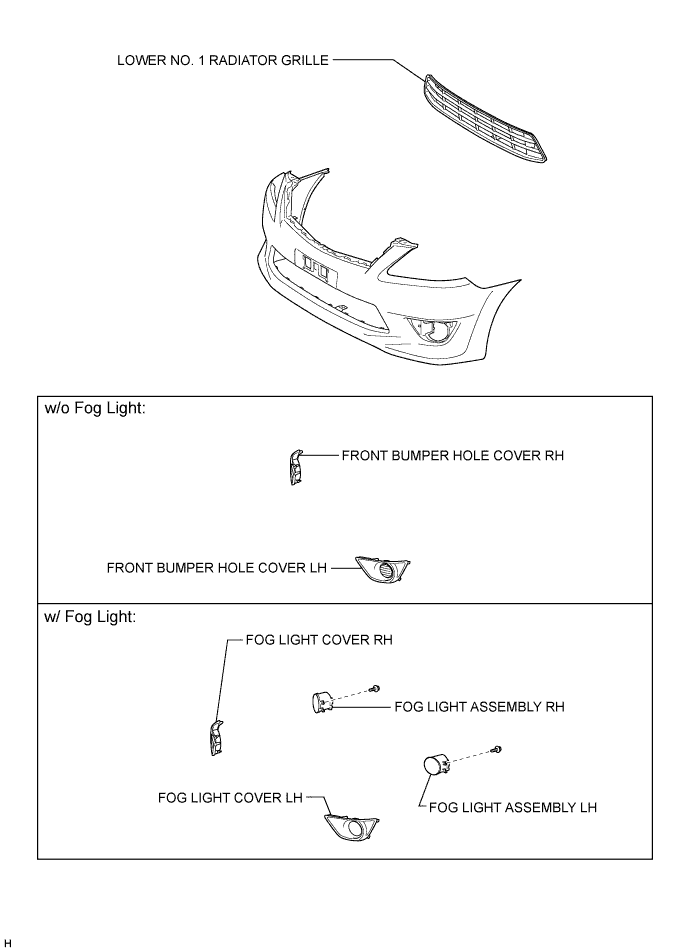 LOWER NO. 1 RADIATOR GRILLE
w/o Fog Light:
FRONT BUMPER HOLE COVER RH
FRONT BUMPER HOLE COVER LH
w/ Fog Light:
FOG LIGHT COVER RH
FOG LIGHT ASSEMBLY RH
FOG LIGHT COVER LH
FOG LIGHT ASSEMBLY LH
H